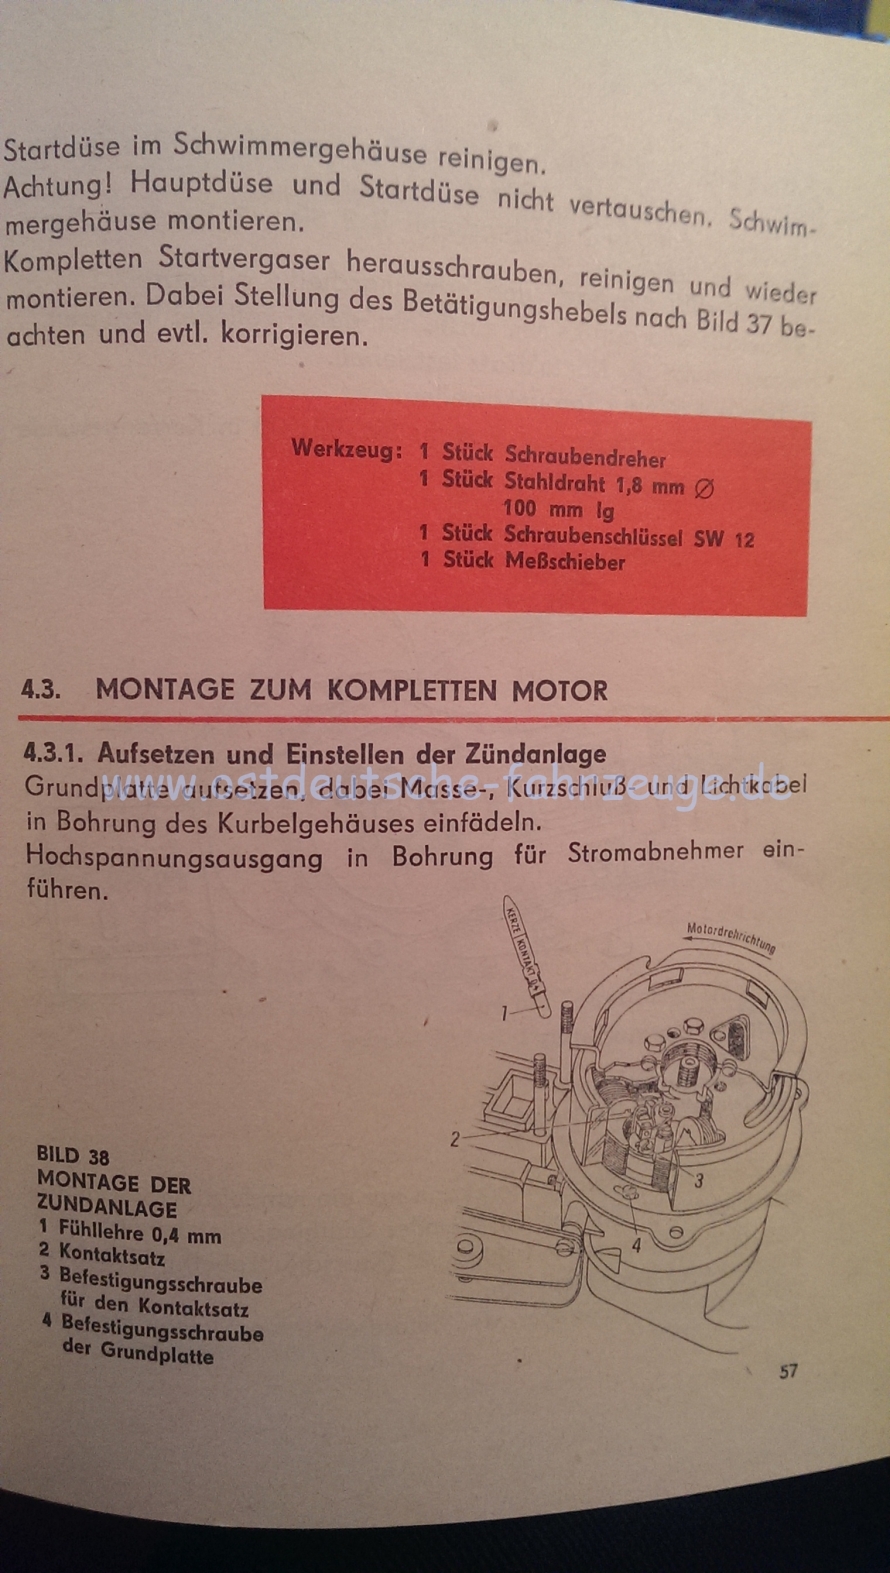 Startdüse im Schwimmergehäuse reinigen.
Achtung! Hauptdüse und Startdüse nicht vertauschen. Schwim-
mergehäuse montieren.
Kompletten Startvergaser herausschrauben, reinigen und wieder
montieren. Dabei Stellung des Betätigungshebels nach Bild 37 be-
achten und evtl. korrigieren.
Werkzeug: 1 Stück Schraubendreher
1 Stück Stahldraht 1,8 mm ∅
100 mm lg
1 Stück Schraubenschlüssel SW 12
1 Stück Meßschieber
4.3. MONTAGE ZUM KOMPLETTEN MOTOR
4.3.1. Aufsetzen und Einstellen der Zündanlage
www.ostdeutsche-fahrzeuge.de
Grundplatte aufsetzen, dabei Masse-, Kurzschluß- und Lichtkabel
in Bohrung des Kurbelgehäuses einfädeln.
Hochspannungsausgang in Bohrung für Stromabnehmer ein-
führen.
KERZE KONTAKT 0,4
Motordrehrichtung
1
2
3
4
BILD 38
MONTAGE DER
ZUNDANLAGE
1 Fühllehre 0,4 mm
2 Kontaktsatz
3 Befestigungsschraube
für den Kontaktsatz
4 Befestigungsschraube
der Grundplatte
57